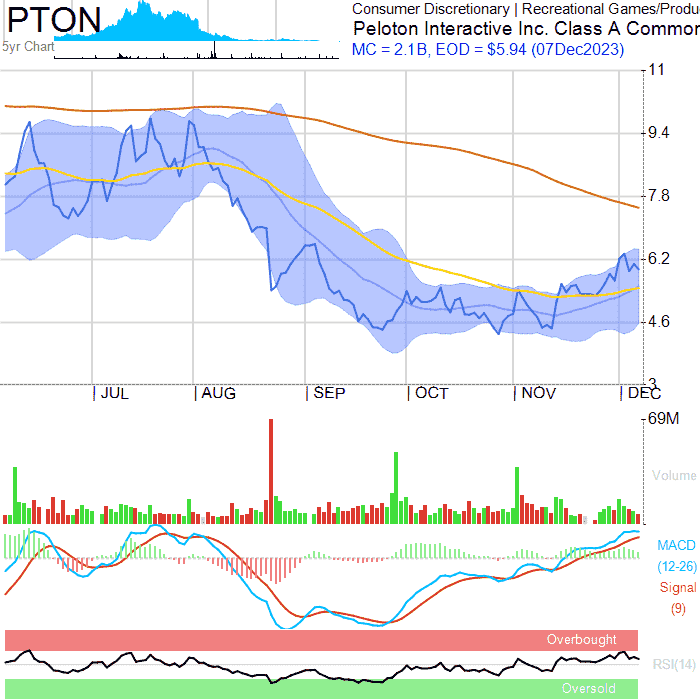 PTON
5yr Chart
Consumer Discretionary | Recreational Games/Produ
Peloton Interactive Inc. Class A Common
MC = 2.1B, EOD = $5.94 (07Dec2023)
11
9.4
7.8
6.2
4.6
3
JUL
AUG
SEP
OCT
NOV
DEC
69M
Volume
MACD
(12-26)
Signal
(9)
Overbought
RSI(14)
Oversold